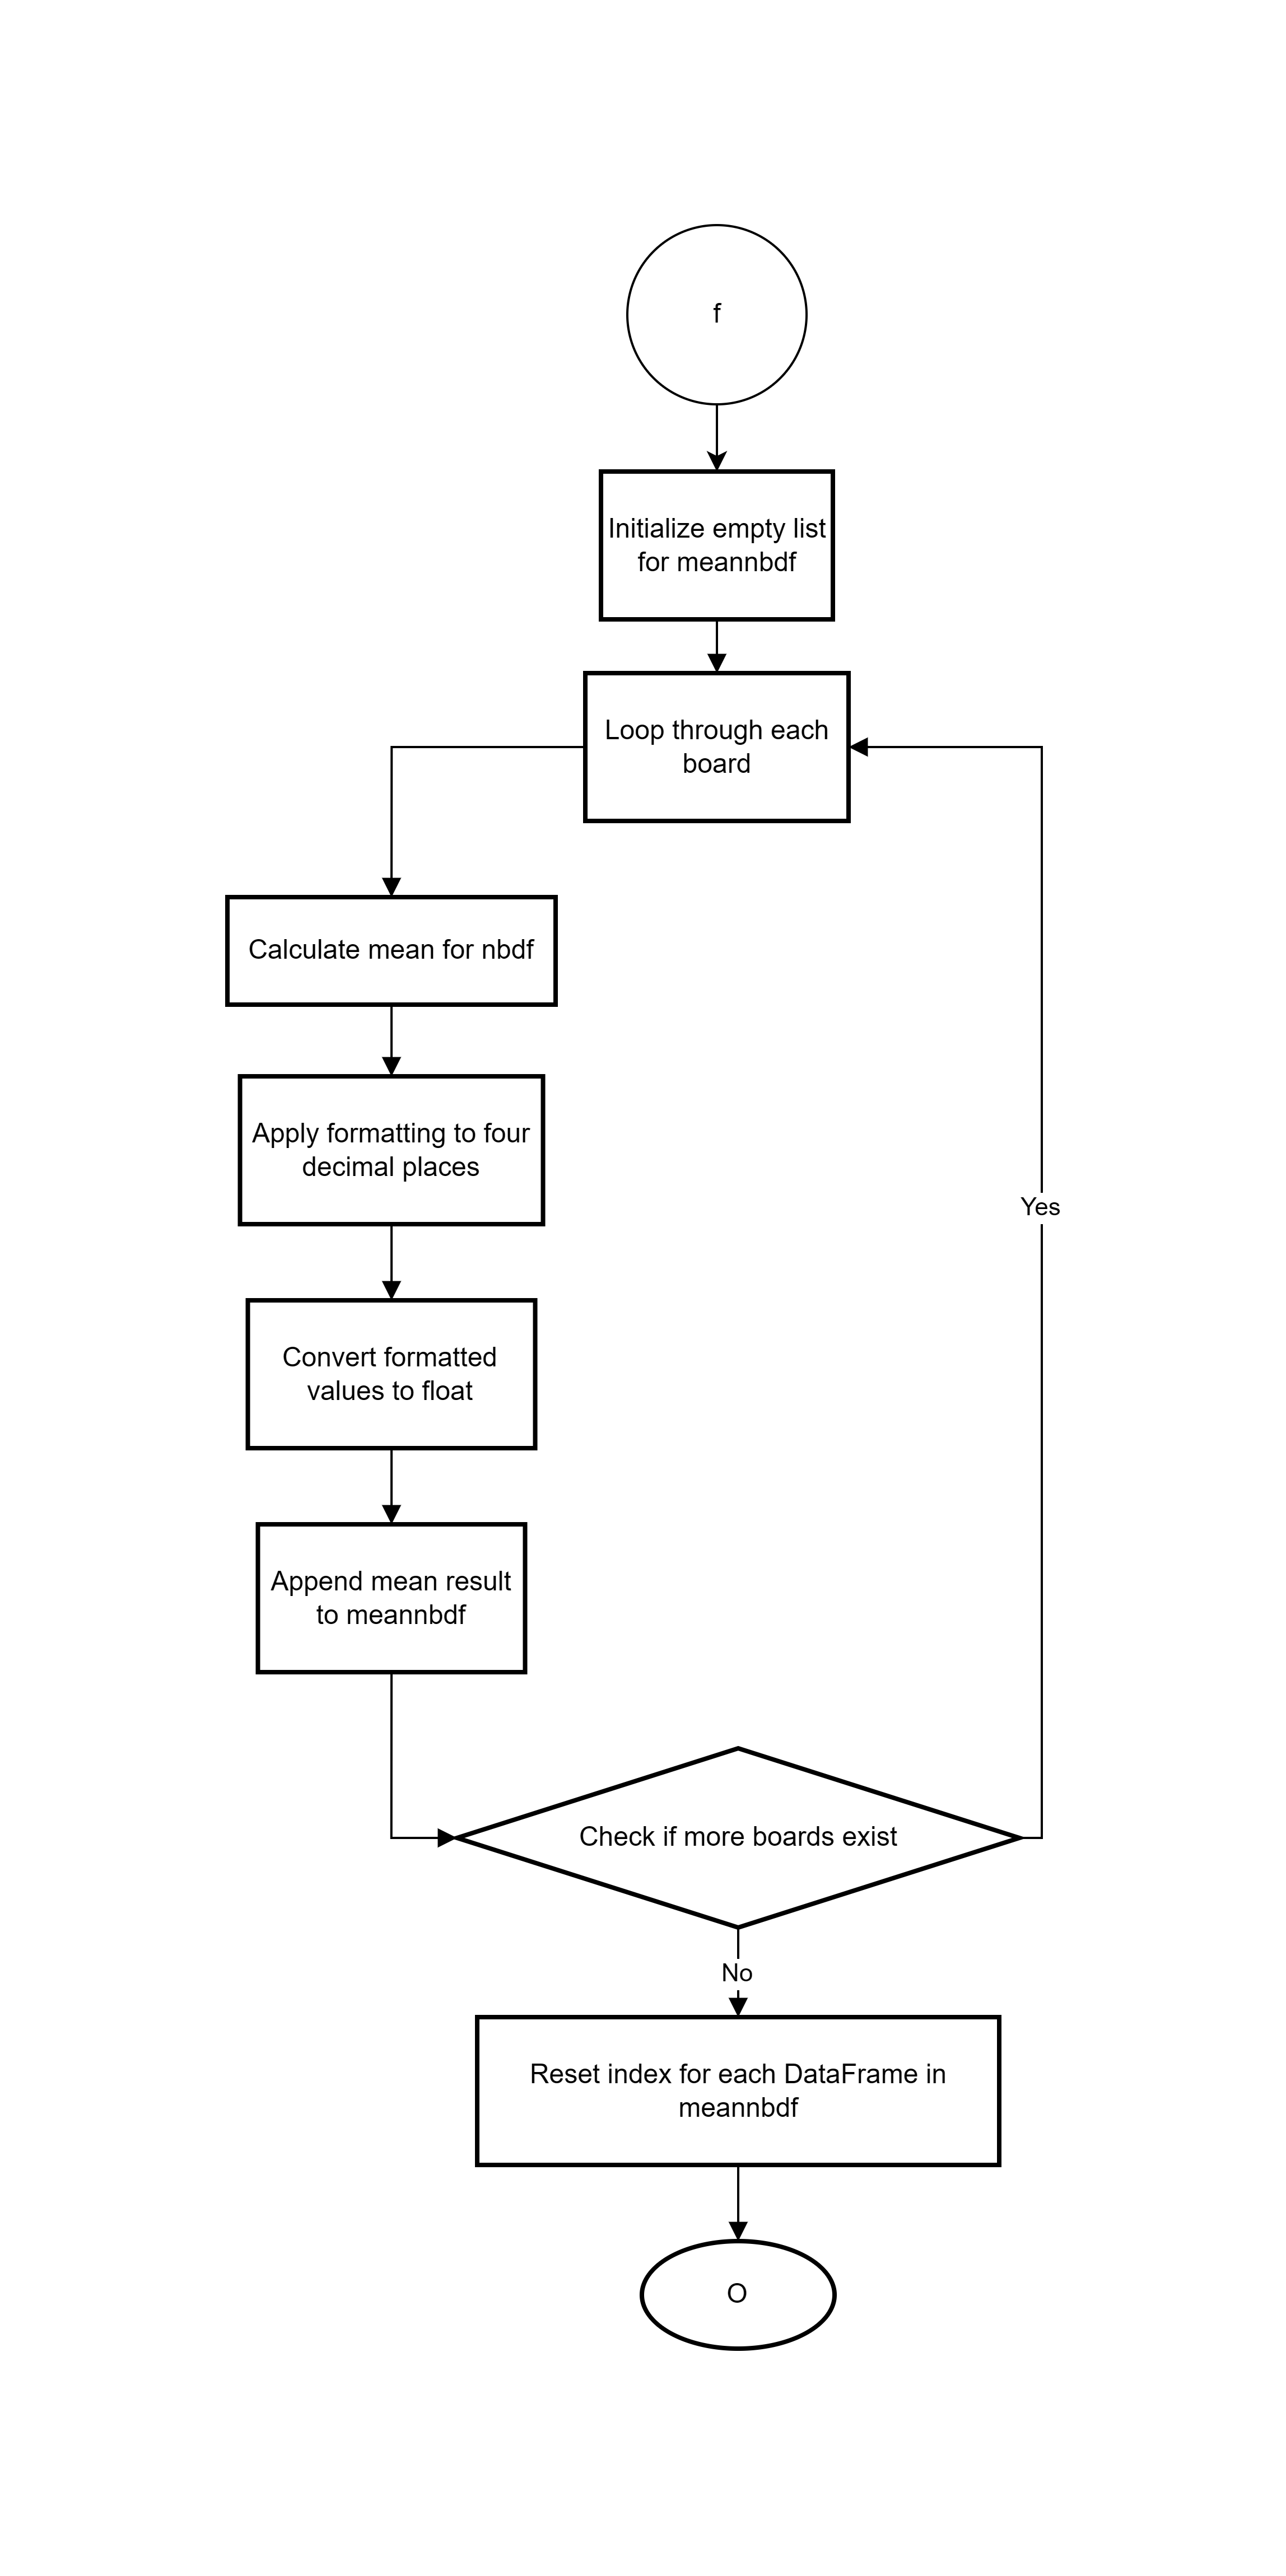 f
Initialize empty list
for meannbdf
Loop through each
board
Calculate mean for nbdf
Apply formatting to four
decimal places
Convert formatted
values to float
Append mean result
to meannbdf
Yes
Check if more boards exist
No
Reset index for each DataFrame in
meannbdf
O